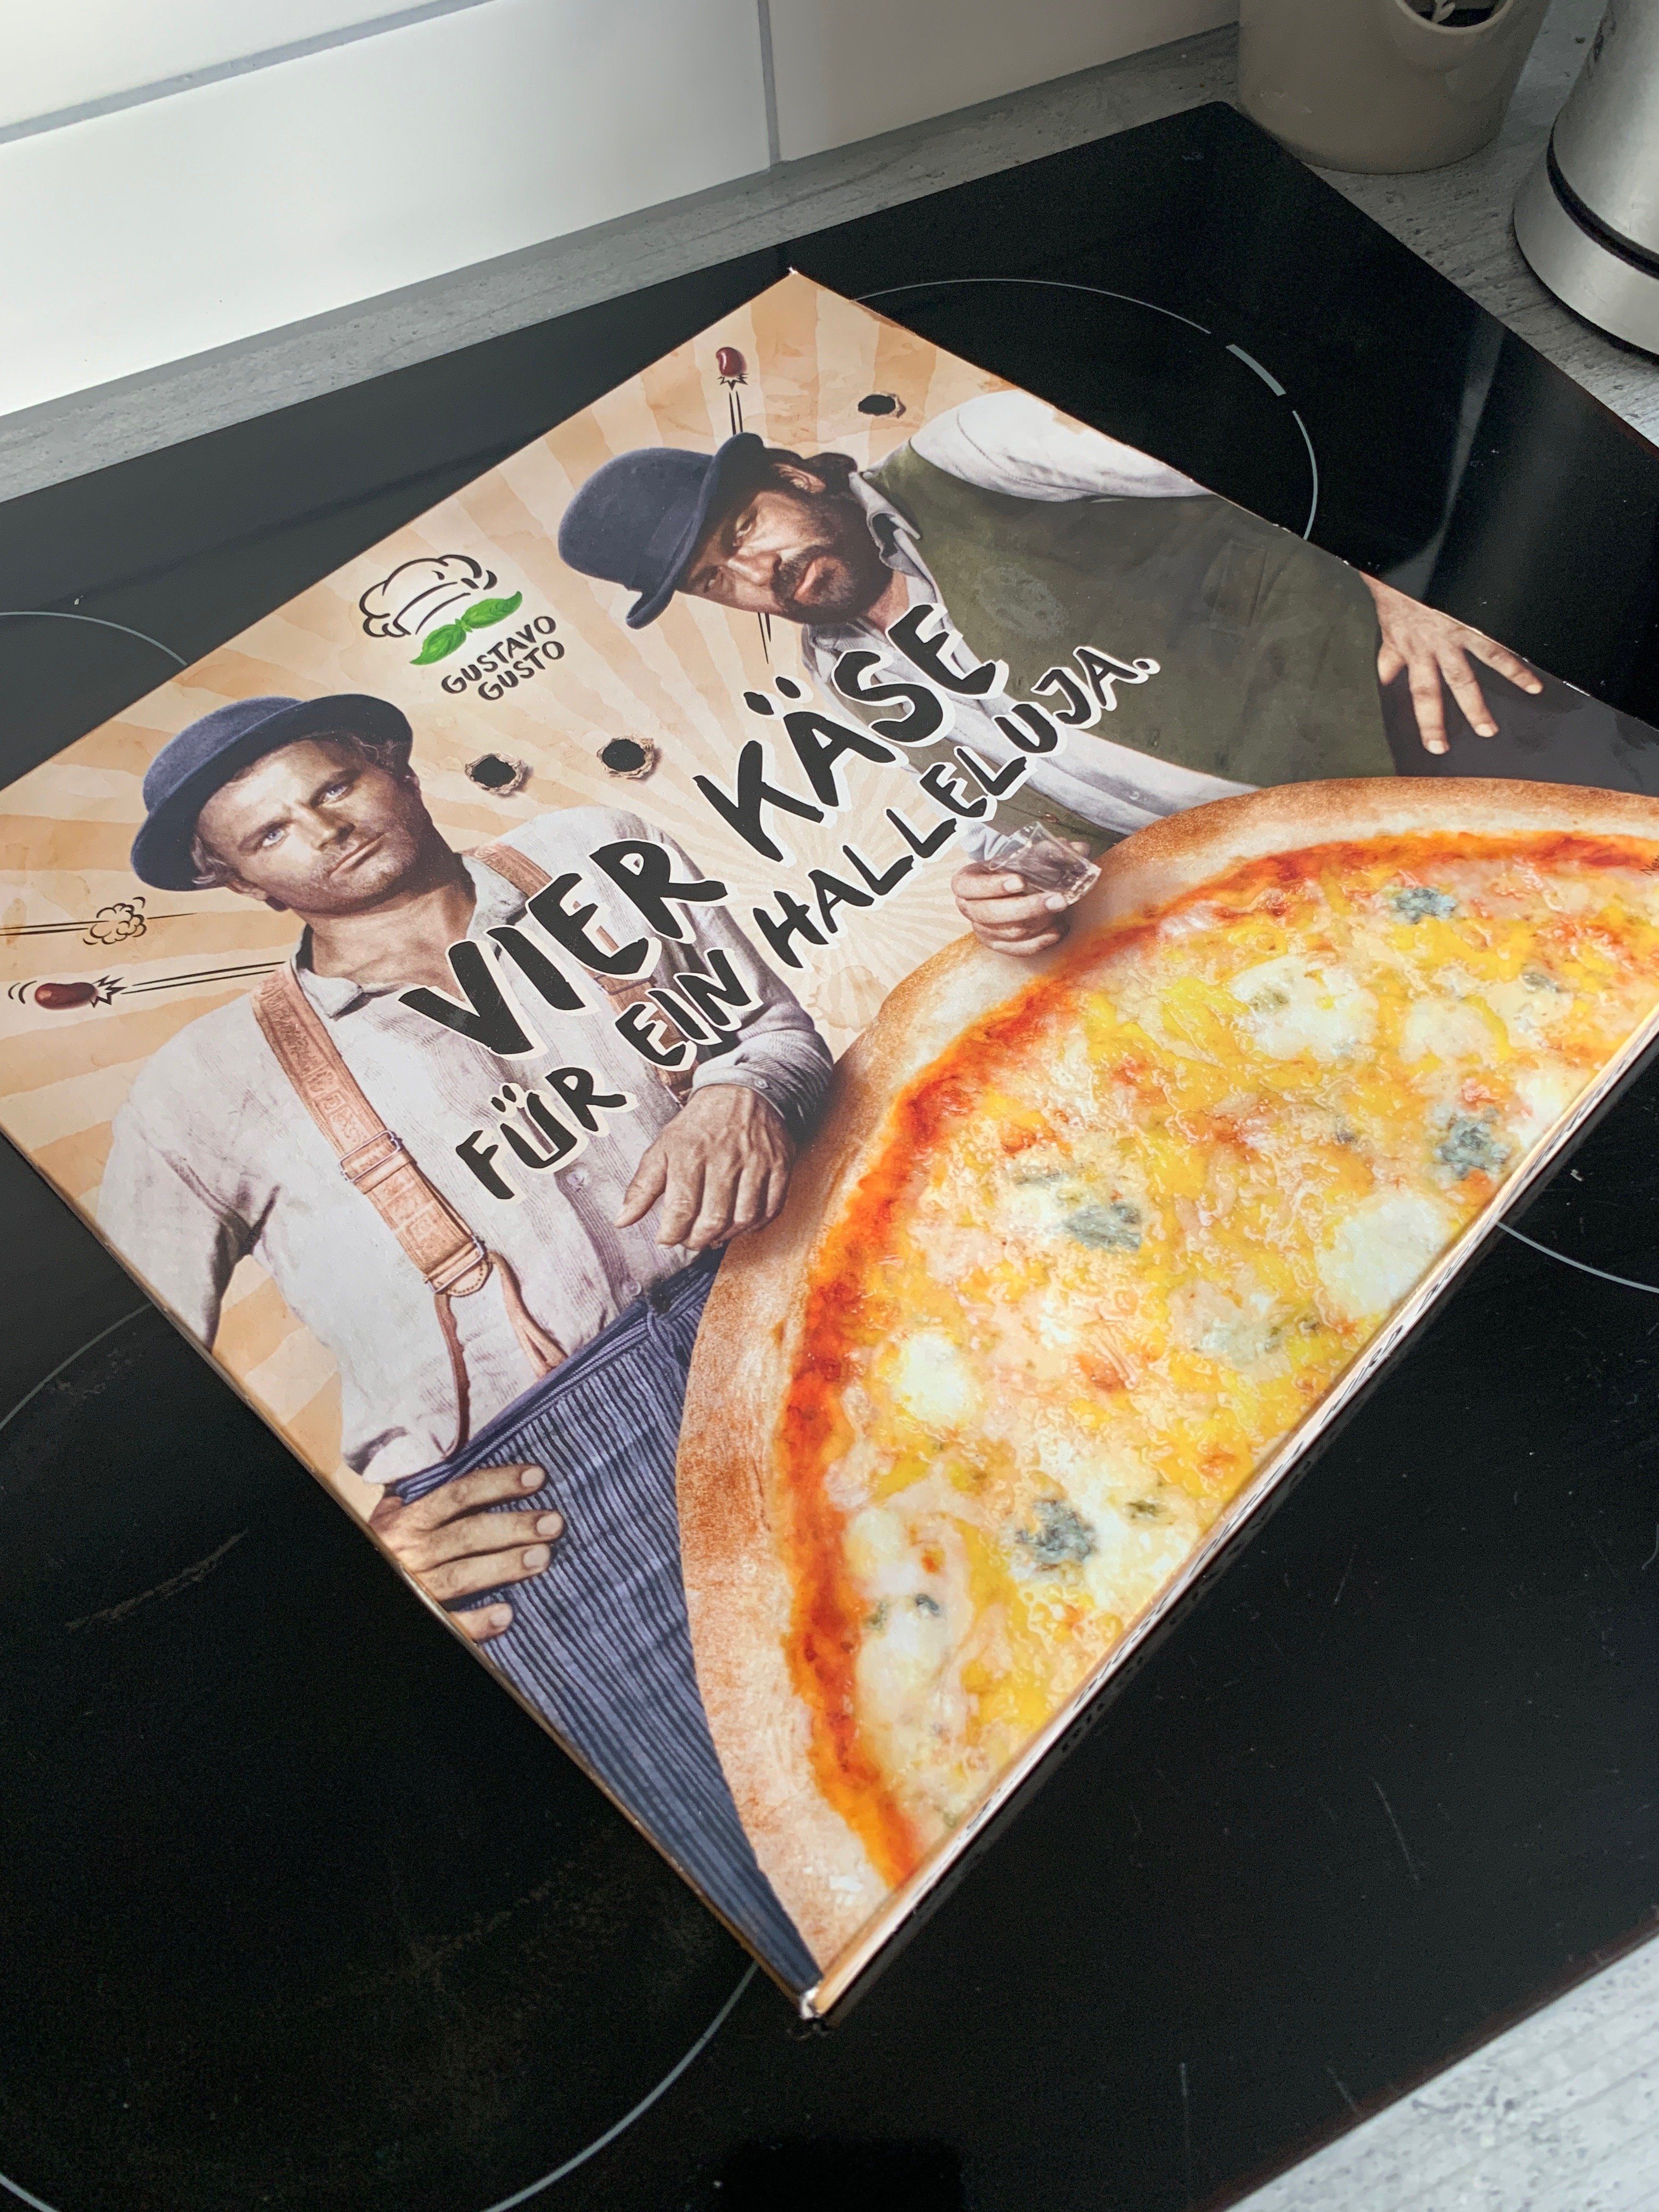 GUSTAVO
GUSTO
VIER KÄSE
FÜR EIN HALLELUJA.